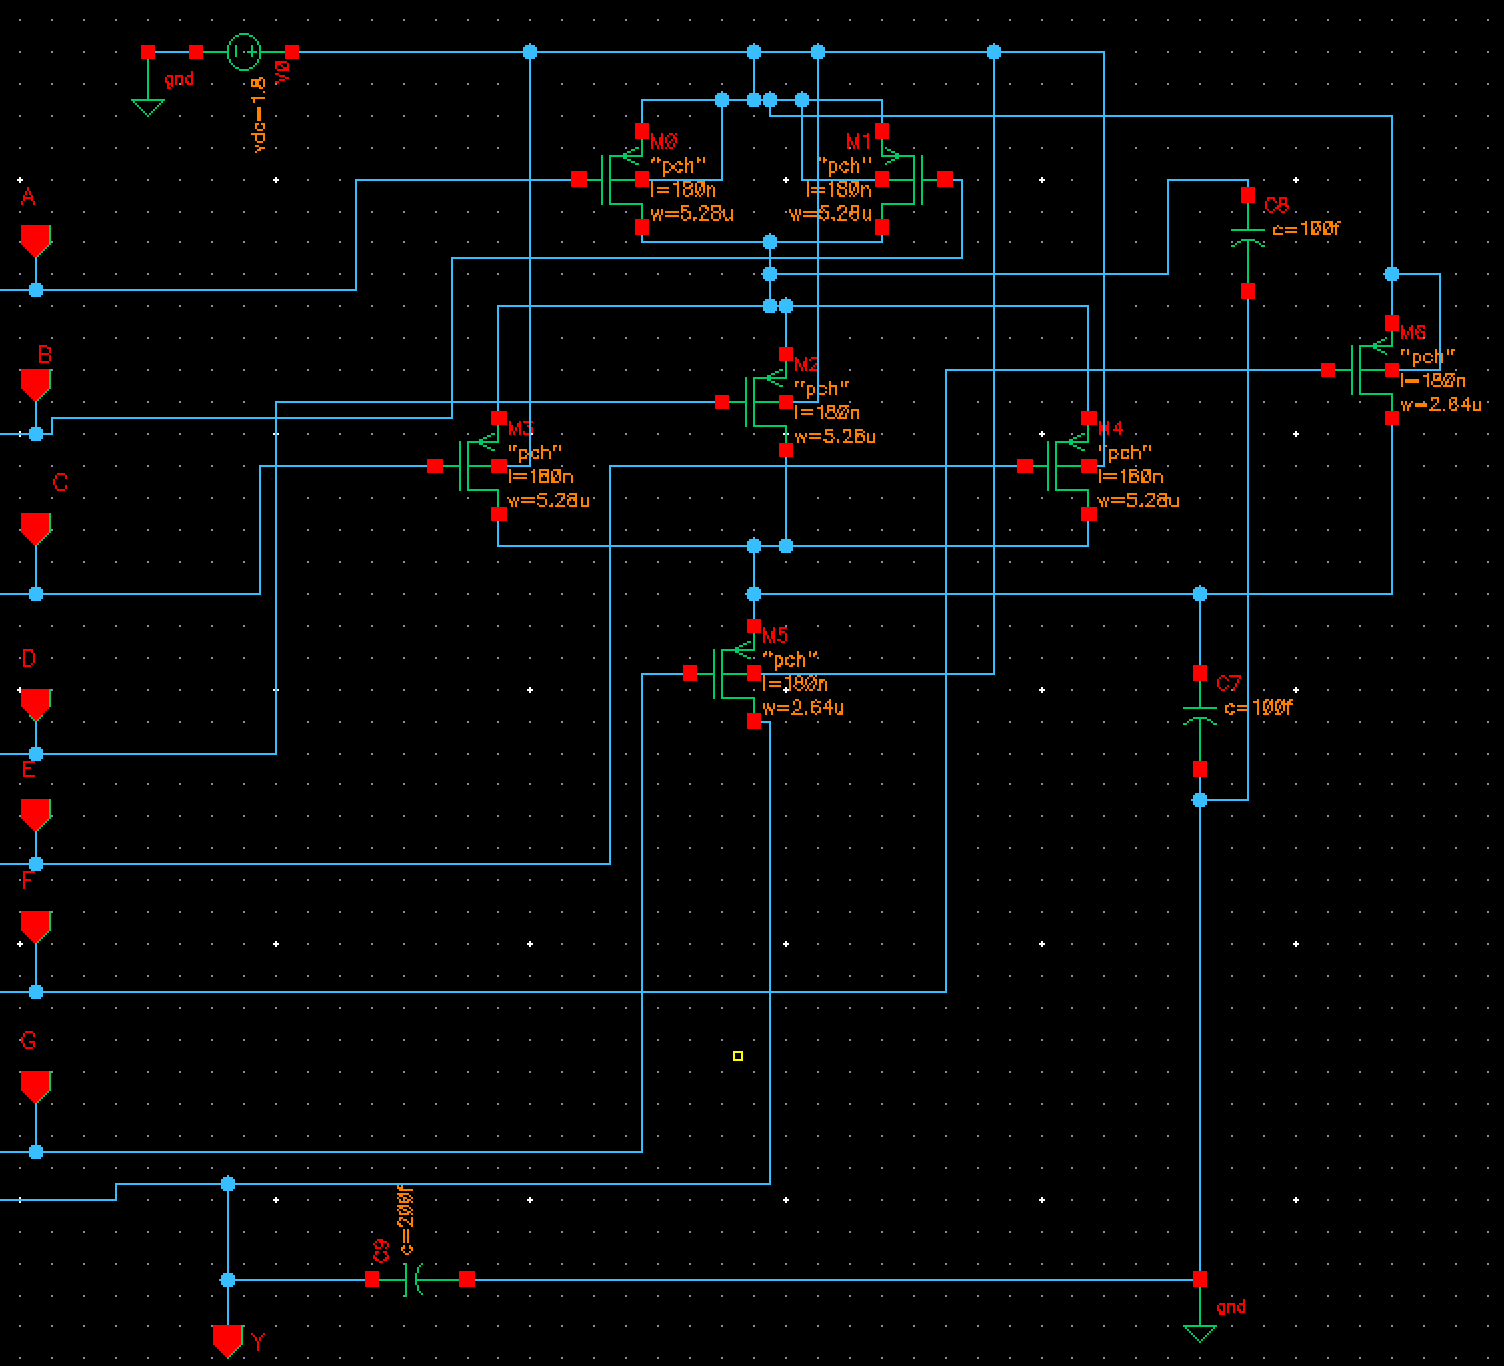 gnd
V0
vdc=1.8
M0
"pch"
l=180n
w=5.28u
M1
"pch"
l=180n
w=5.28u
A
C8
c=100f
B
M2
"pch"
l=180n
w=5.28u
M6
"pch"
l=180n
w=2.64u
C
M3
"pch"
l=180n
w=5.28u
M4
"pch"
l=180n
w=5.28u
D
M5
"pch"
l=180n
w=2.64u
C7
c=100f
E
F
G
C9
c=200f
gnd
Y